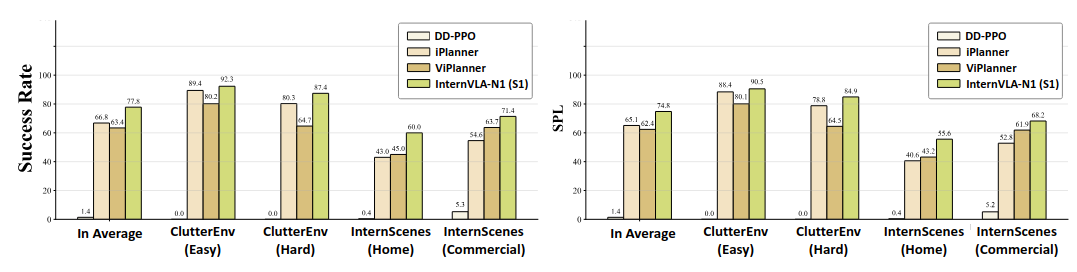 DD-PPO
iPlanner
ViPlanner
InternVLA-N1 (S1)
Success Rate
100
80
60
40
20
0
1.4
66.8
63.4
77.8
0.0
89.4
80.2
92.3
0.0
80.3
64.7
87.4
0.4
43.0
45.0
60.0
5.3
54.6
63.7
71.4
In Average
ClutterEnv
(Easy)
ClutterEnv
(Hard)
InternScenes
(Home)
InternScenes
(Commercial)
DD-PPO
iPlanner
ViPlanner
InternVLA-N1 (S1)
SPL
100
80
60
40
20
0
1.4
65.1
62.4
74.8
0.0
88.4
80.1
90.5
0.0
78.8
64.5
84.9
0.4
40.6
43.2
55.6
5.2
52.8
61.9
68.2
In Average
ClutterEnv
(Easy)
ClutterEnv
(Hard)
InternScenes
(Home)
InternScenes
(Commercial)